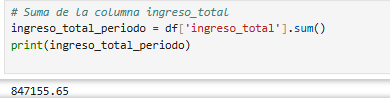 # Suma de la columna ingreso_total
ingreso_total_periodo = df['ingreso_total'].sum()
print(ingreso_total_periodo)
847155.65